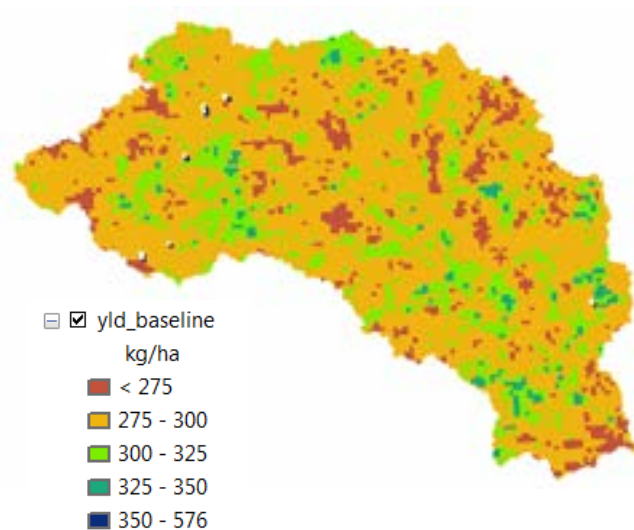 yld_baseline
kg/ha
< 275
275 - 300
300 - 325
325 - 350
350 - 576